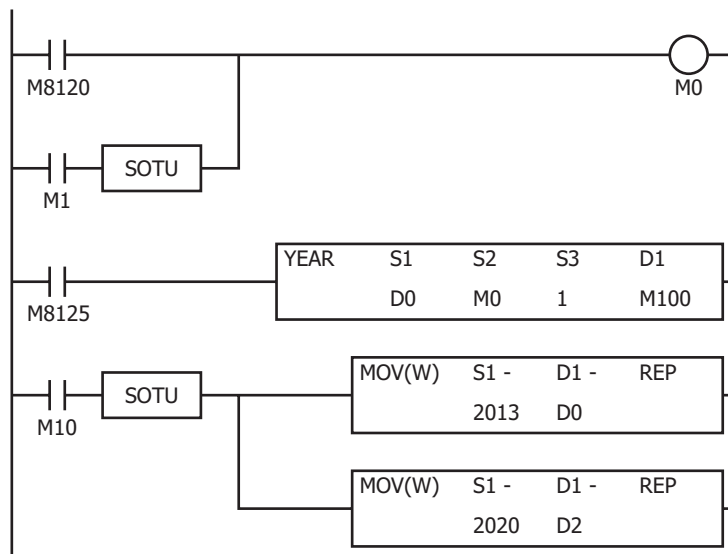 M8120
M0
SOTU
M1
YEAR S1 S2 S3 D1
D0 M0 1 M100
M8125
MOV(W) S1 - D1 - REP
2013 D0
SOTU
M10
MOV(W) S1 - D1 - REP
2020 D2